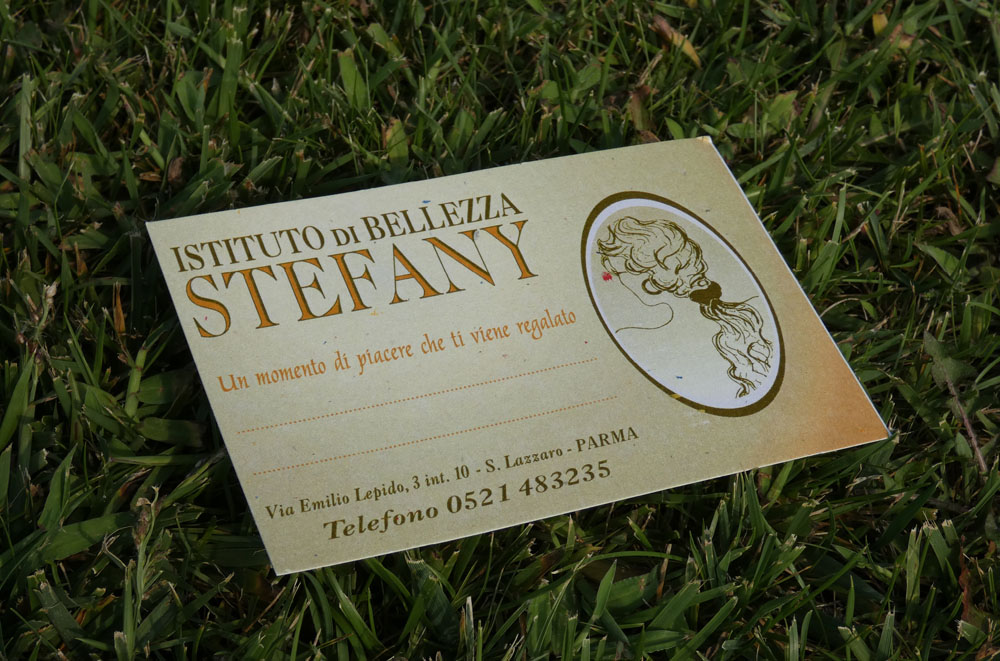 ISTITUTO DI BELLEZZA
STEFANY
Un momento di piacere che ti viene regalato
Via Emilio Lepido, 3 int. 10 - S. Lazzaro - PARMA
Telefono 0521 483235